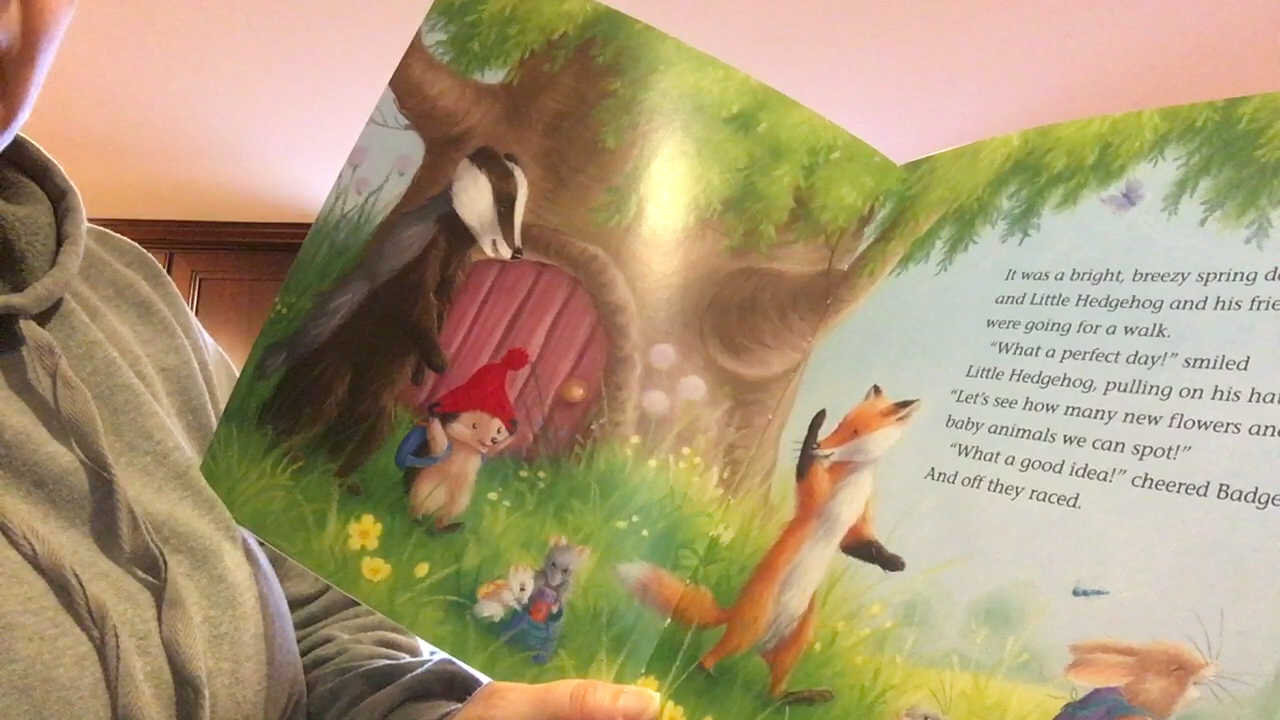 It was a bright, breezy spring
and Little Hedgehog and his
were going for a walk.
“What a perfect day!” smiled
Little Hedgehog, pulling on his
“Let’s see how many new flowers
baby animals we can spot!”
“What a good idea!” cheered
And off they raced.